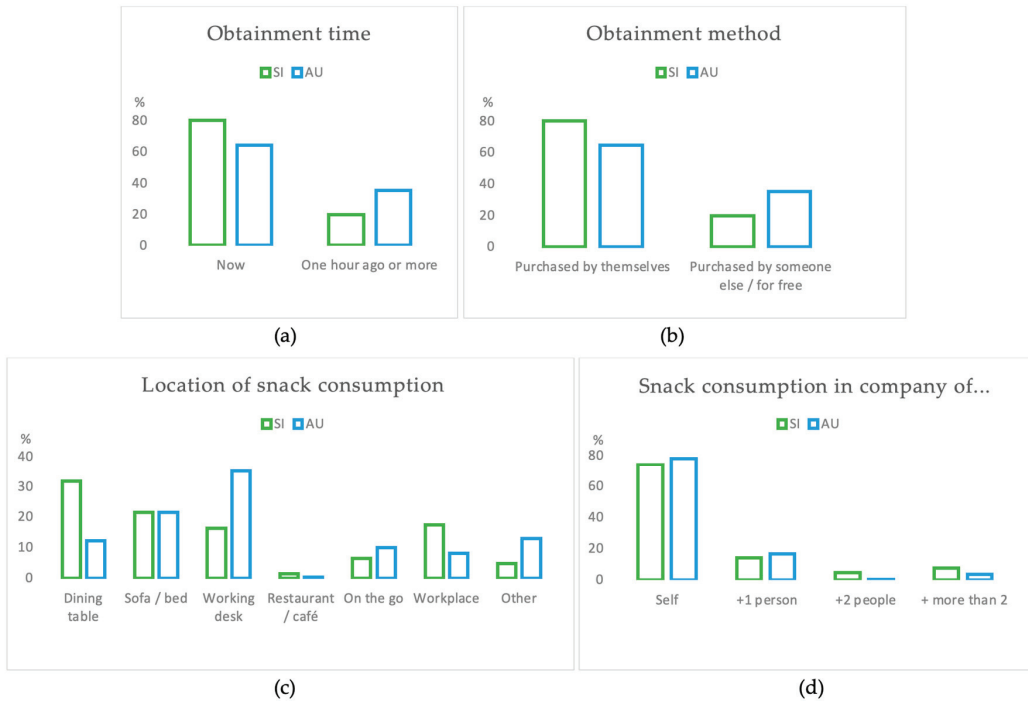 Obtainment time
SI AU
%
80
60
40
20
0
Now One hour ago or more
(a)
Obtainment method
SI AU
%
80
60
40
20
0
Purchased by themselves Purchased by someone
else / for free
(b)
Location of snack consumption
SI AU
%
40
30
20
10
0
Dining Sofa / bed Working Restaurant On the go Workplace Other
table desk / café
(c)
Snack consumption in company of...
SI AU
%
80
60
40
20
0
Self +1 person +2 people + more than 2
(d)